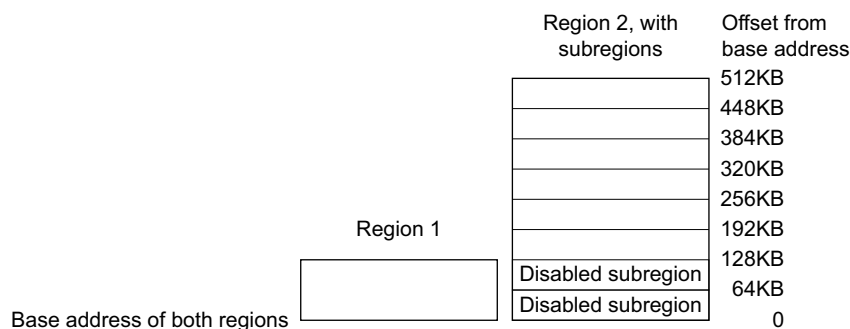 Region 2, with
subregions
Offset from
base address
512KB
448KB
384KB
320KB
256KB
192KB
Region 1
128KB
Disabled subregion
64KB
Disabled subregion
Base address of both regions
0